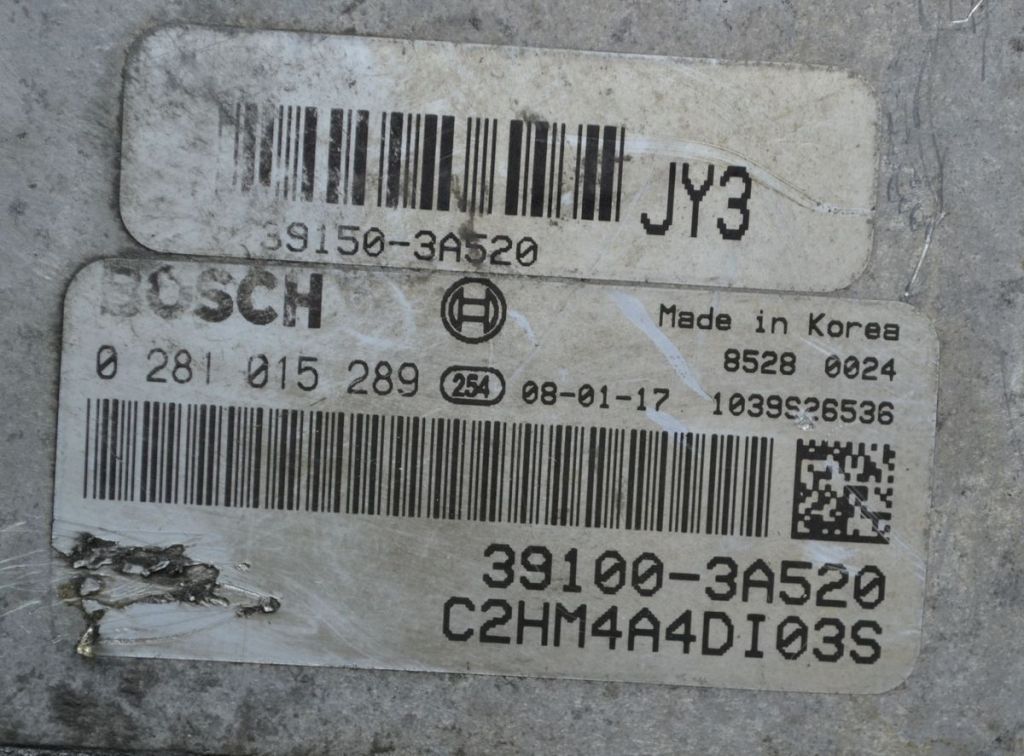 JY3
39150-3A520
BOSCH
Made in Korea
8528 0024
0 281 015 289 254 08-01-17 1039S26536
39100-3A520
C2HM4A4DI03S